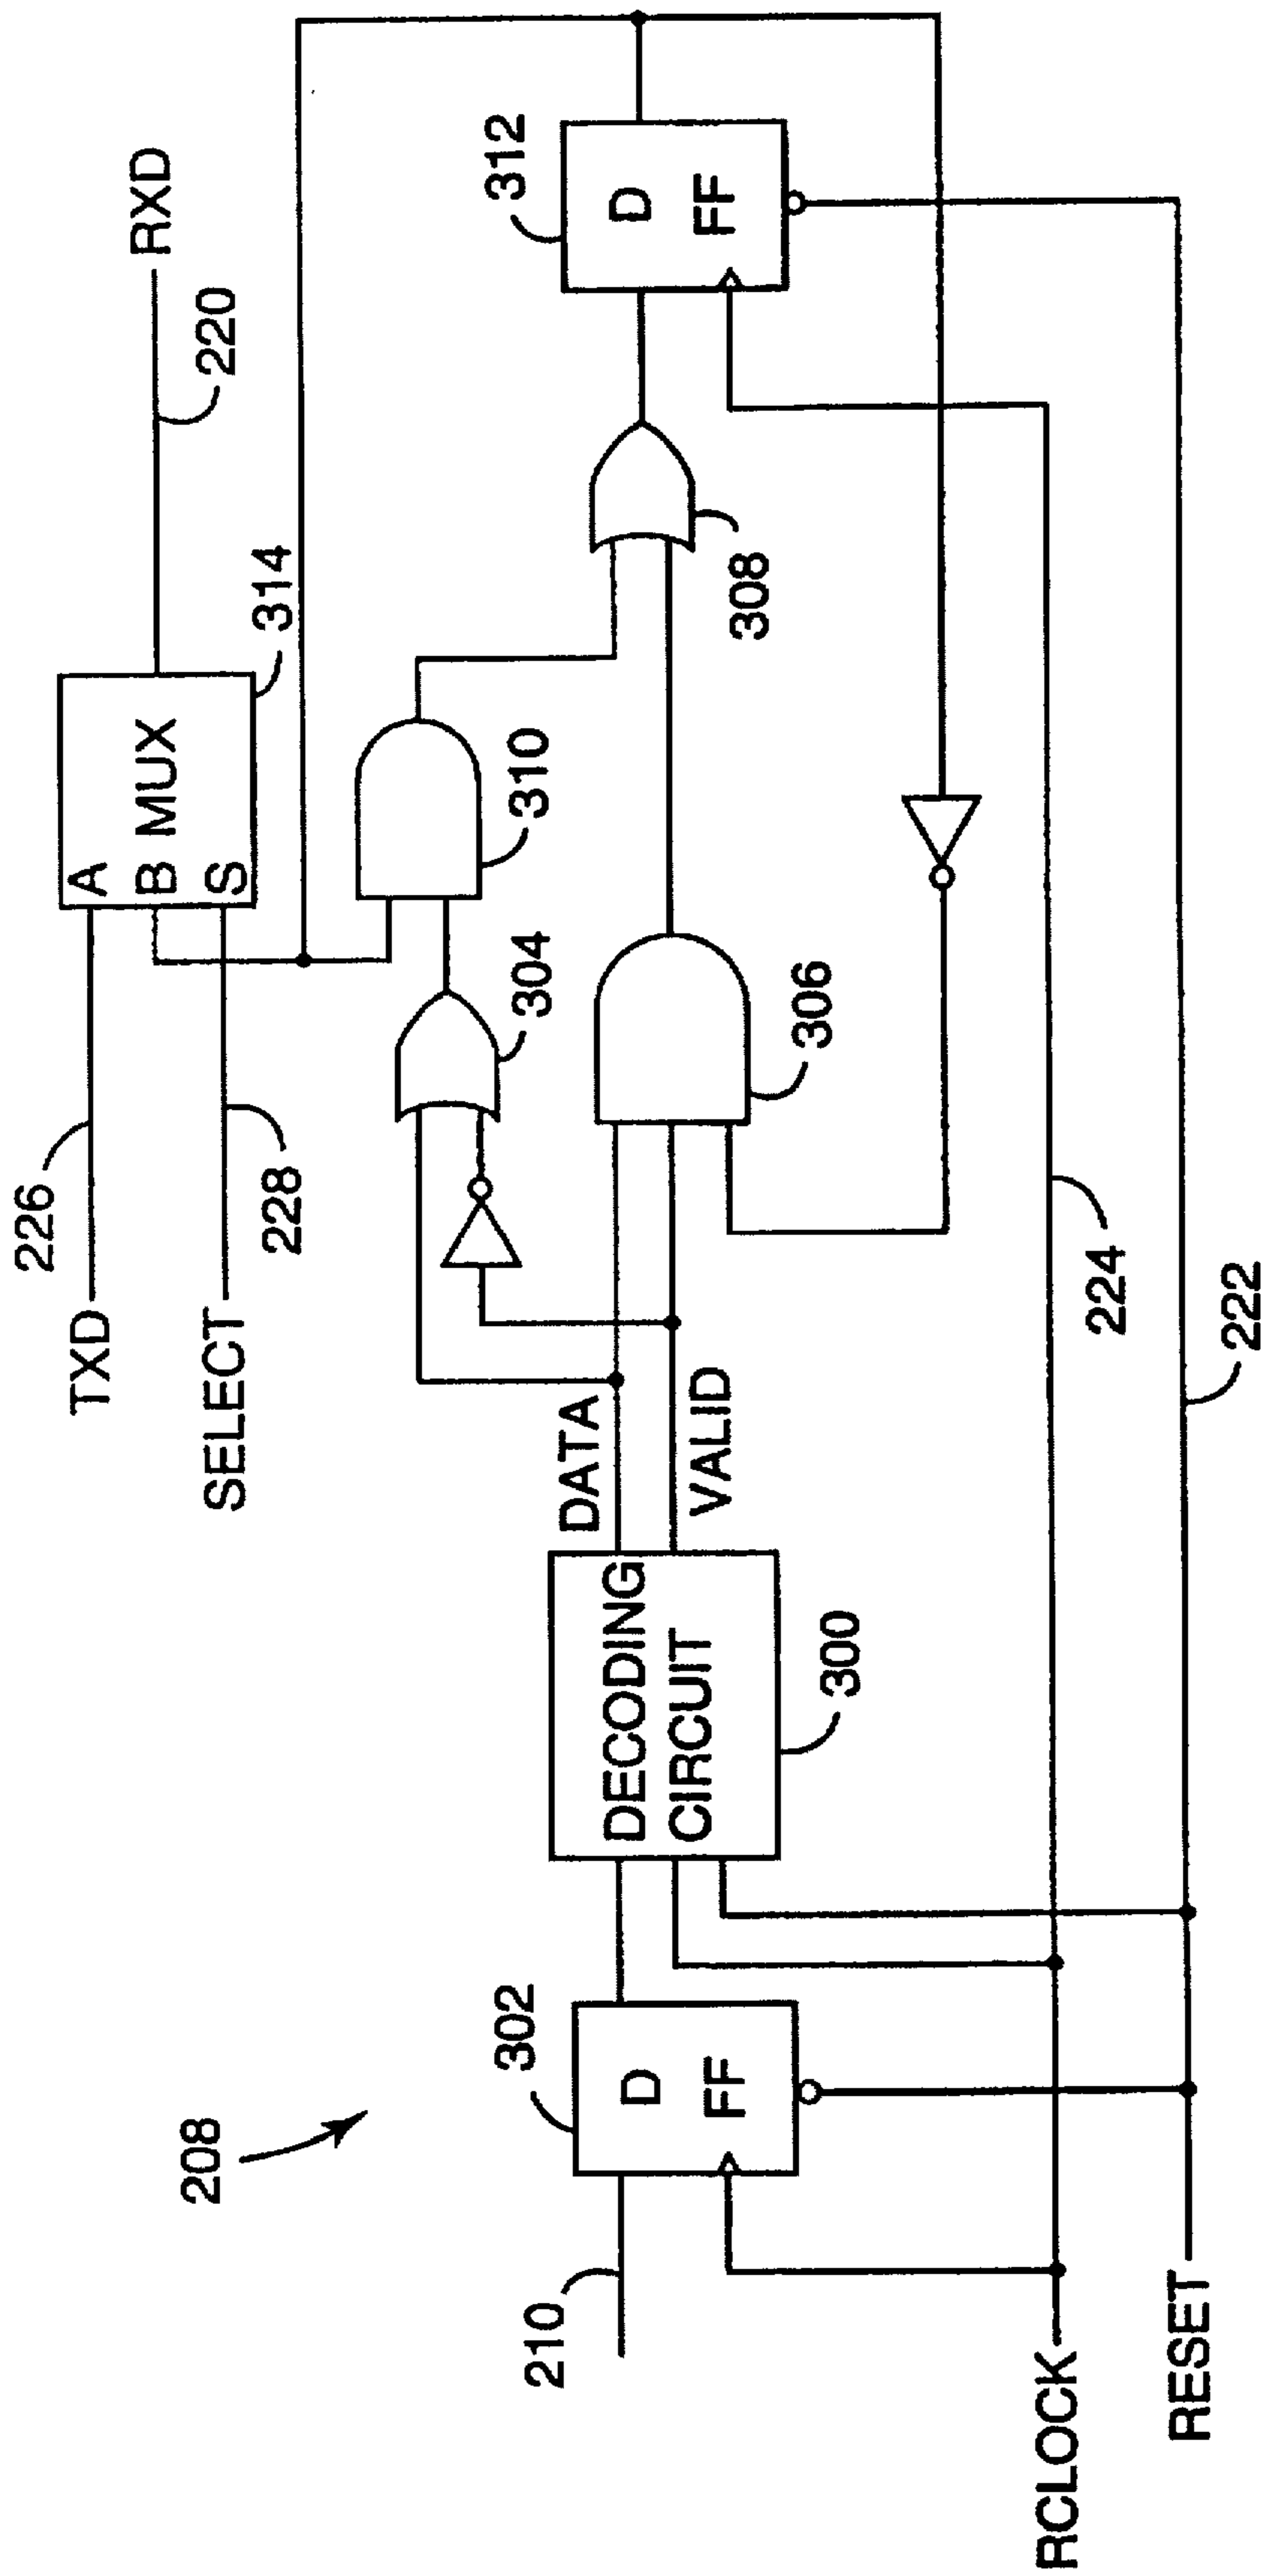 208
TXD
226
SELECT
228
A
B MUX
S
314
RXD
220
210
302
D
FF
DECODING
CIRCUIT
300
DATA
VALID
304
310
306
308
312
D
FF
RCLOCK
224
RESET
222